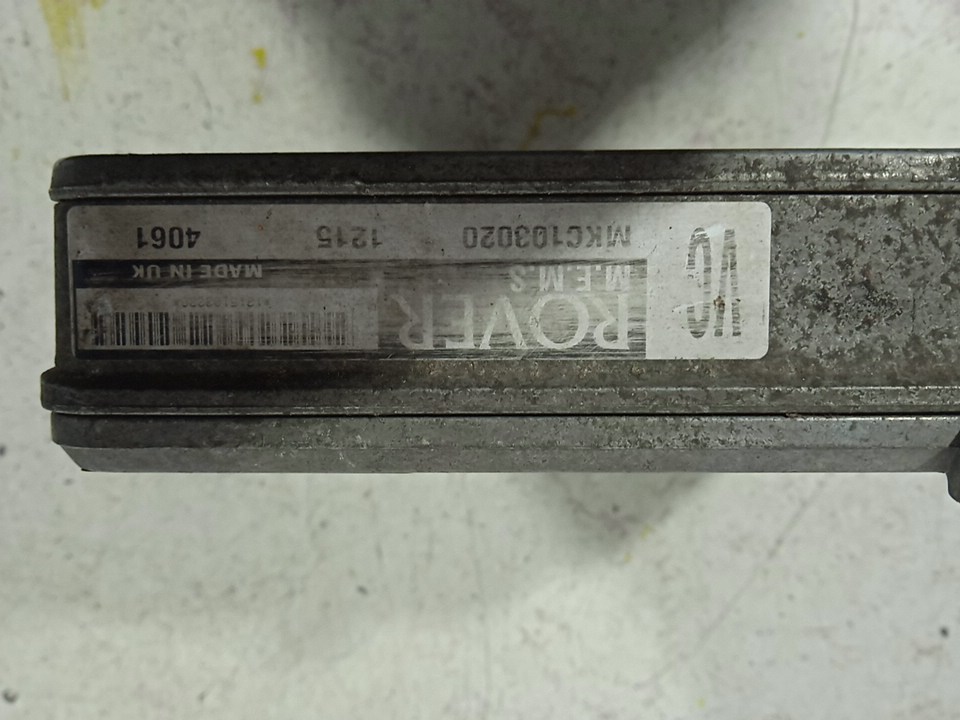 VG
ROVER
M.E.M.S
MADE IN UK
MKC103020 1215 4061